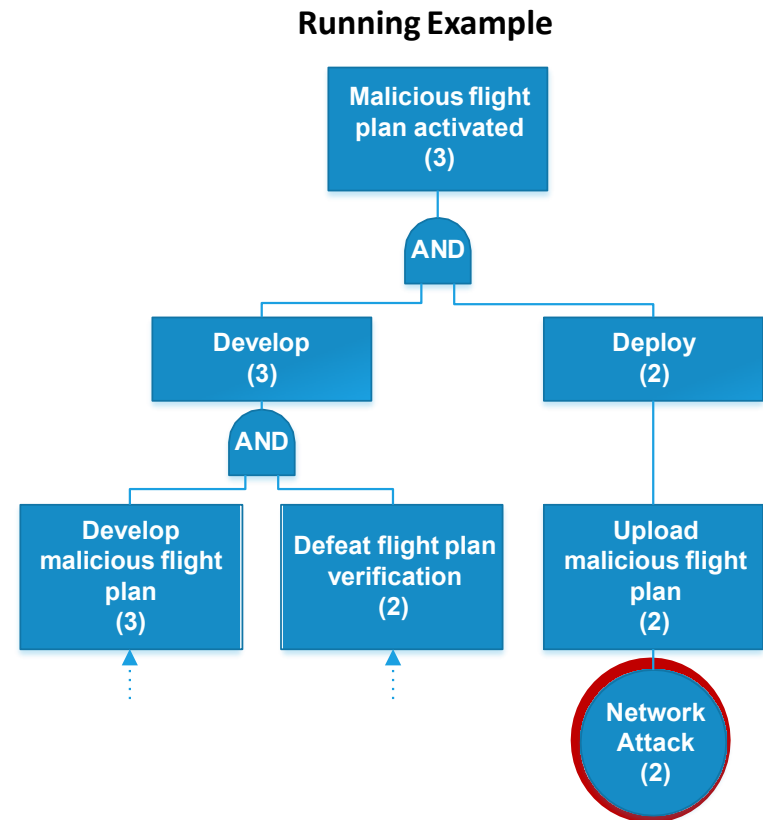 Running Example
Malicious flight
plan activated
(3)
AND
Develop
(3)
Deploy
(2)
AND
Develop
malicious flight
plan
(3)
Defeat flight plan
verification
(2)
Upload
malicious flight
plan
(2)
Network
Attack
(2)